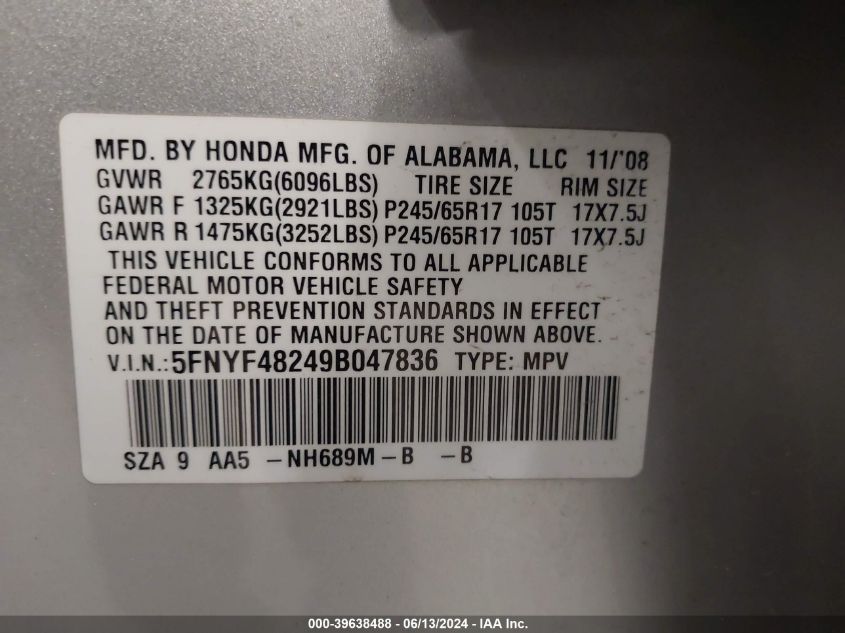 MFD. BY HONDA MFG. OF ALABAMA, LLC 11/'08
GVWR 2765KG(6096LBS) TIRE SIZE RIM SIZE
GAWR F 1325KG(2921LBS) P245/65R17 105T 17X7.5J
GAWR R 1475KG(3252LBS) P245/65R17 105T 17X7.5J
THIS VEHICLE CONFORMS TO ALL APPLICABLE
FEDERAL MOTOR VEHICLE SAFETY
AND THEFT PREVENTION STANDARDS IN EFFECT
ON THE DATE OF MANUFACTURE SHOWN ABOVE.
V.I.N.:5FNYF48249B047836 TYPE: MPV
SZA 9 AA5 -NH689M-B -B
000-39638488 - 06/13/2024 - IAA Inc.